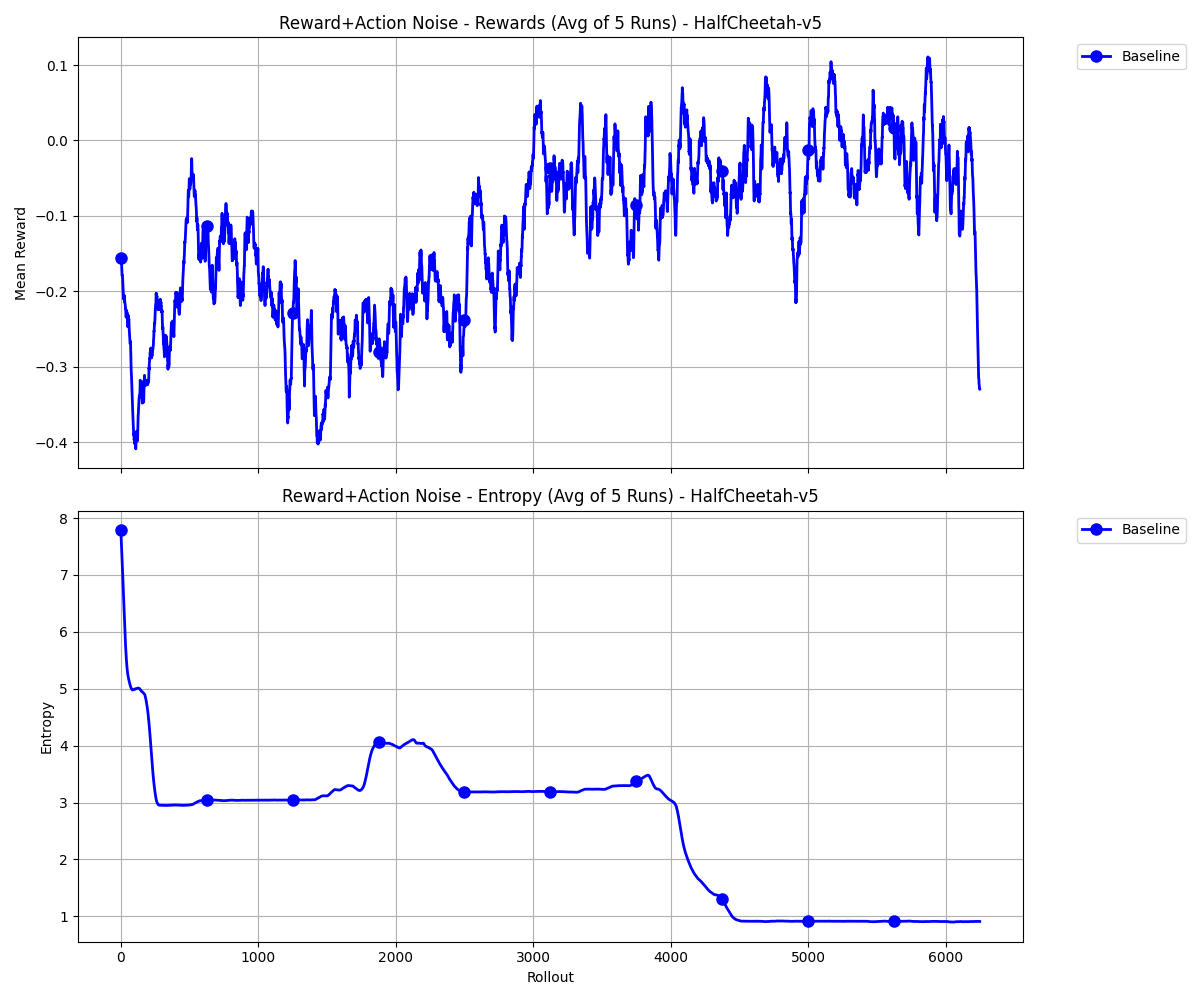 Reward+Action Noise - Rewards (Avg of 5 Runs) - HalfCheetah-v5
Baseline
Mean Reward
0.1
0.0
−0.1
−0.2
−0.3
−0.4
Reward+Action Noise - Entropy (Avg of 5 Runs) - HalfCheetah-v5
Baseline
Entropy
8
7
6
5
4
3
2
1
0 1000 2000 3000 4000 5000 6000
Rollout